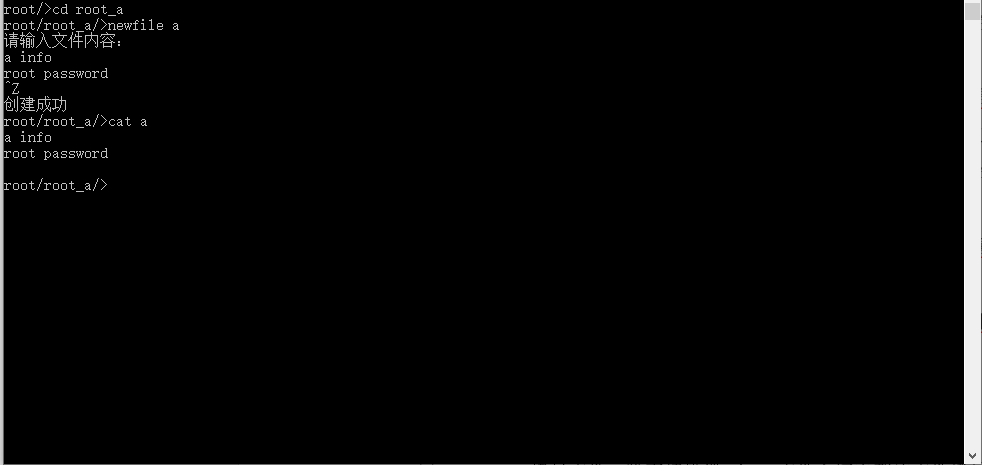 root/>cd root_a
root/root_a/>newfile a
请输入文件内容：
a info
root password
^Z
创建成功
root/root_a/>cat a
a info
root password
root/root_a/>